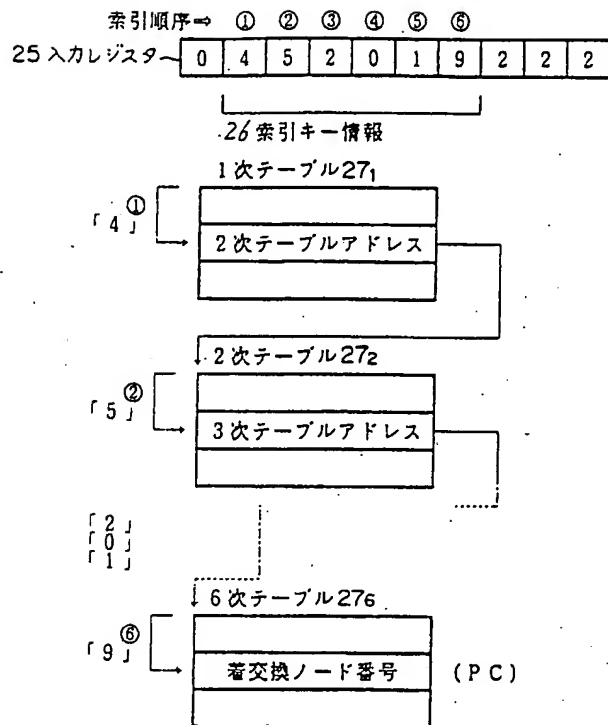 索引順序⇒ ① ② ③ ④ ⑤ ⑥
25 入力レジスタ 0 4 5 2 0 1 9 2 2 2
26 索引キー情報
1次テーブル27₁
①
「4」
2次テーブルアドレス
2次テーブル27₂
②
「5」
3次テーブルアドレス
「2」
「0」
「1」
6次テーブル27₆
⑥
「9」
着交換ノード番号 (PC)